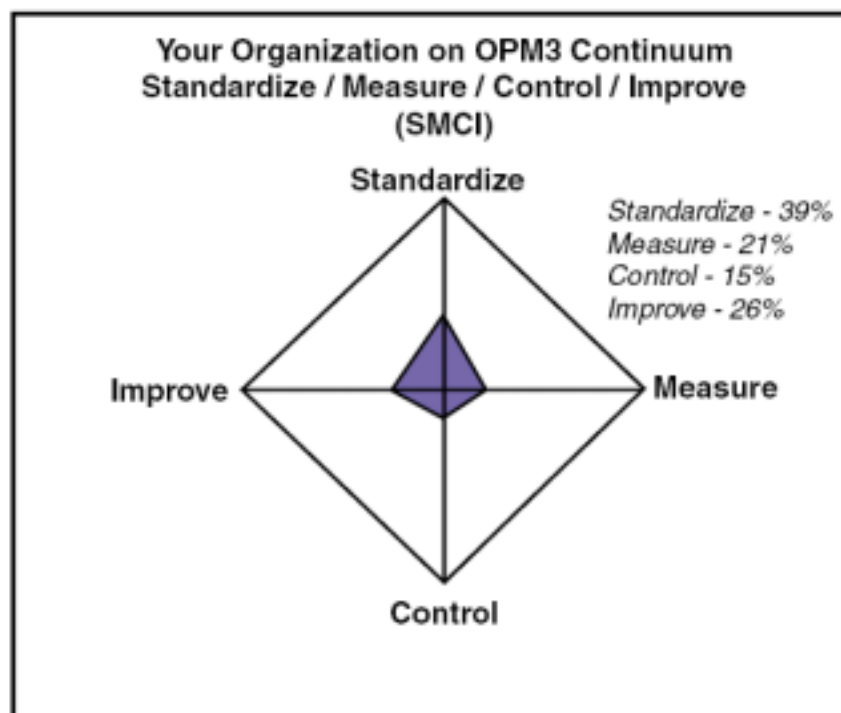 Your Organization on OPM3 Continuum
Standardize / Measure / Control / Improve
(SMCI)
Standardize
Standardize - 39%
Measure - 21%
Control - 15%
Improve - 26%
Improve
Measure
Control